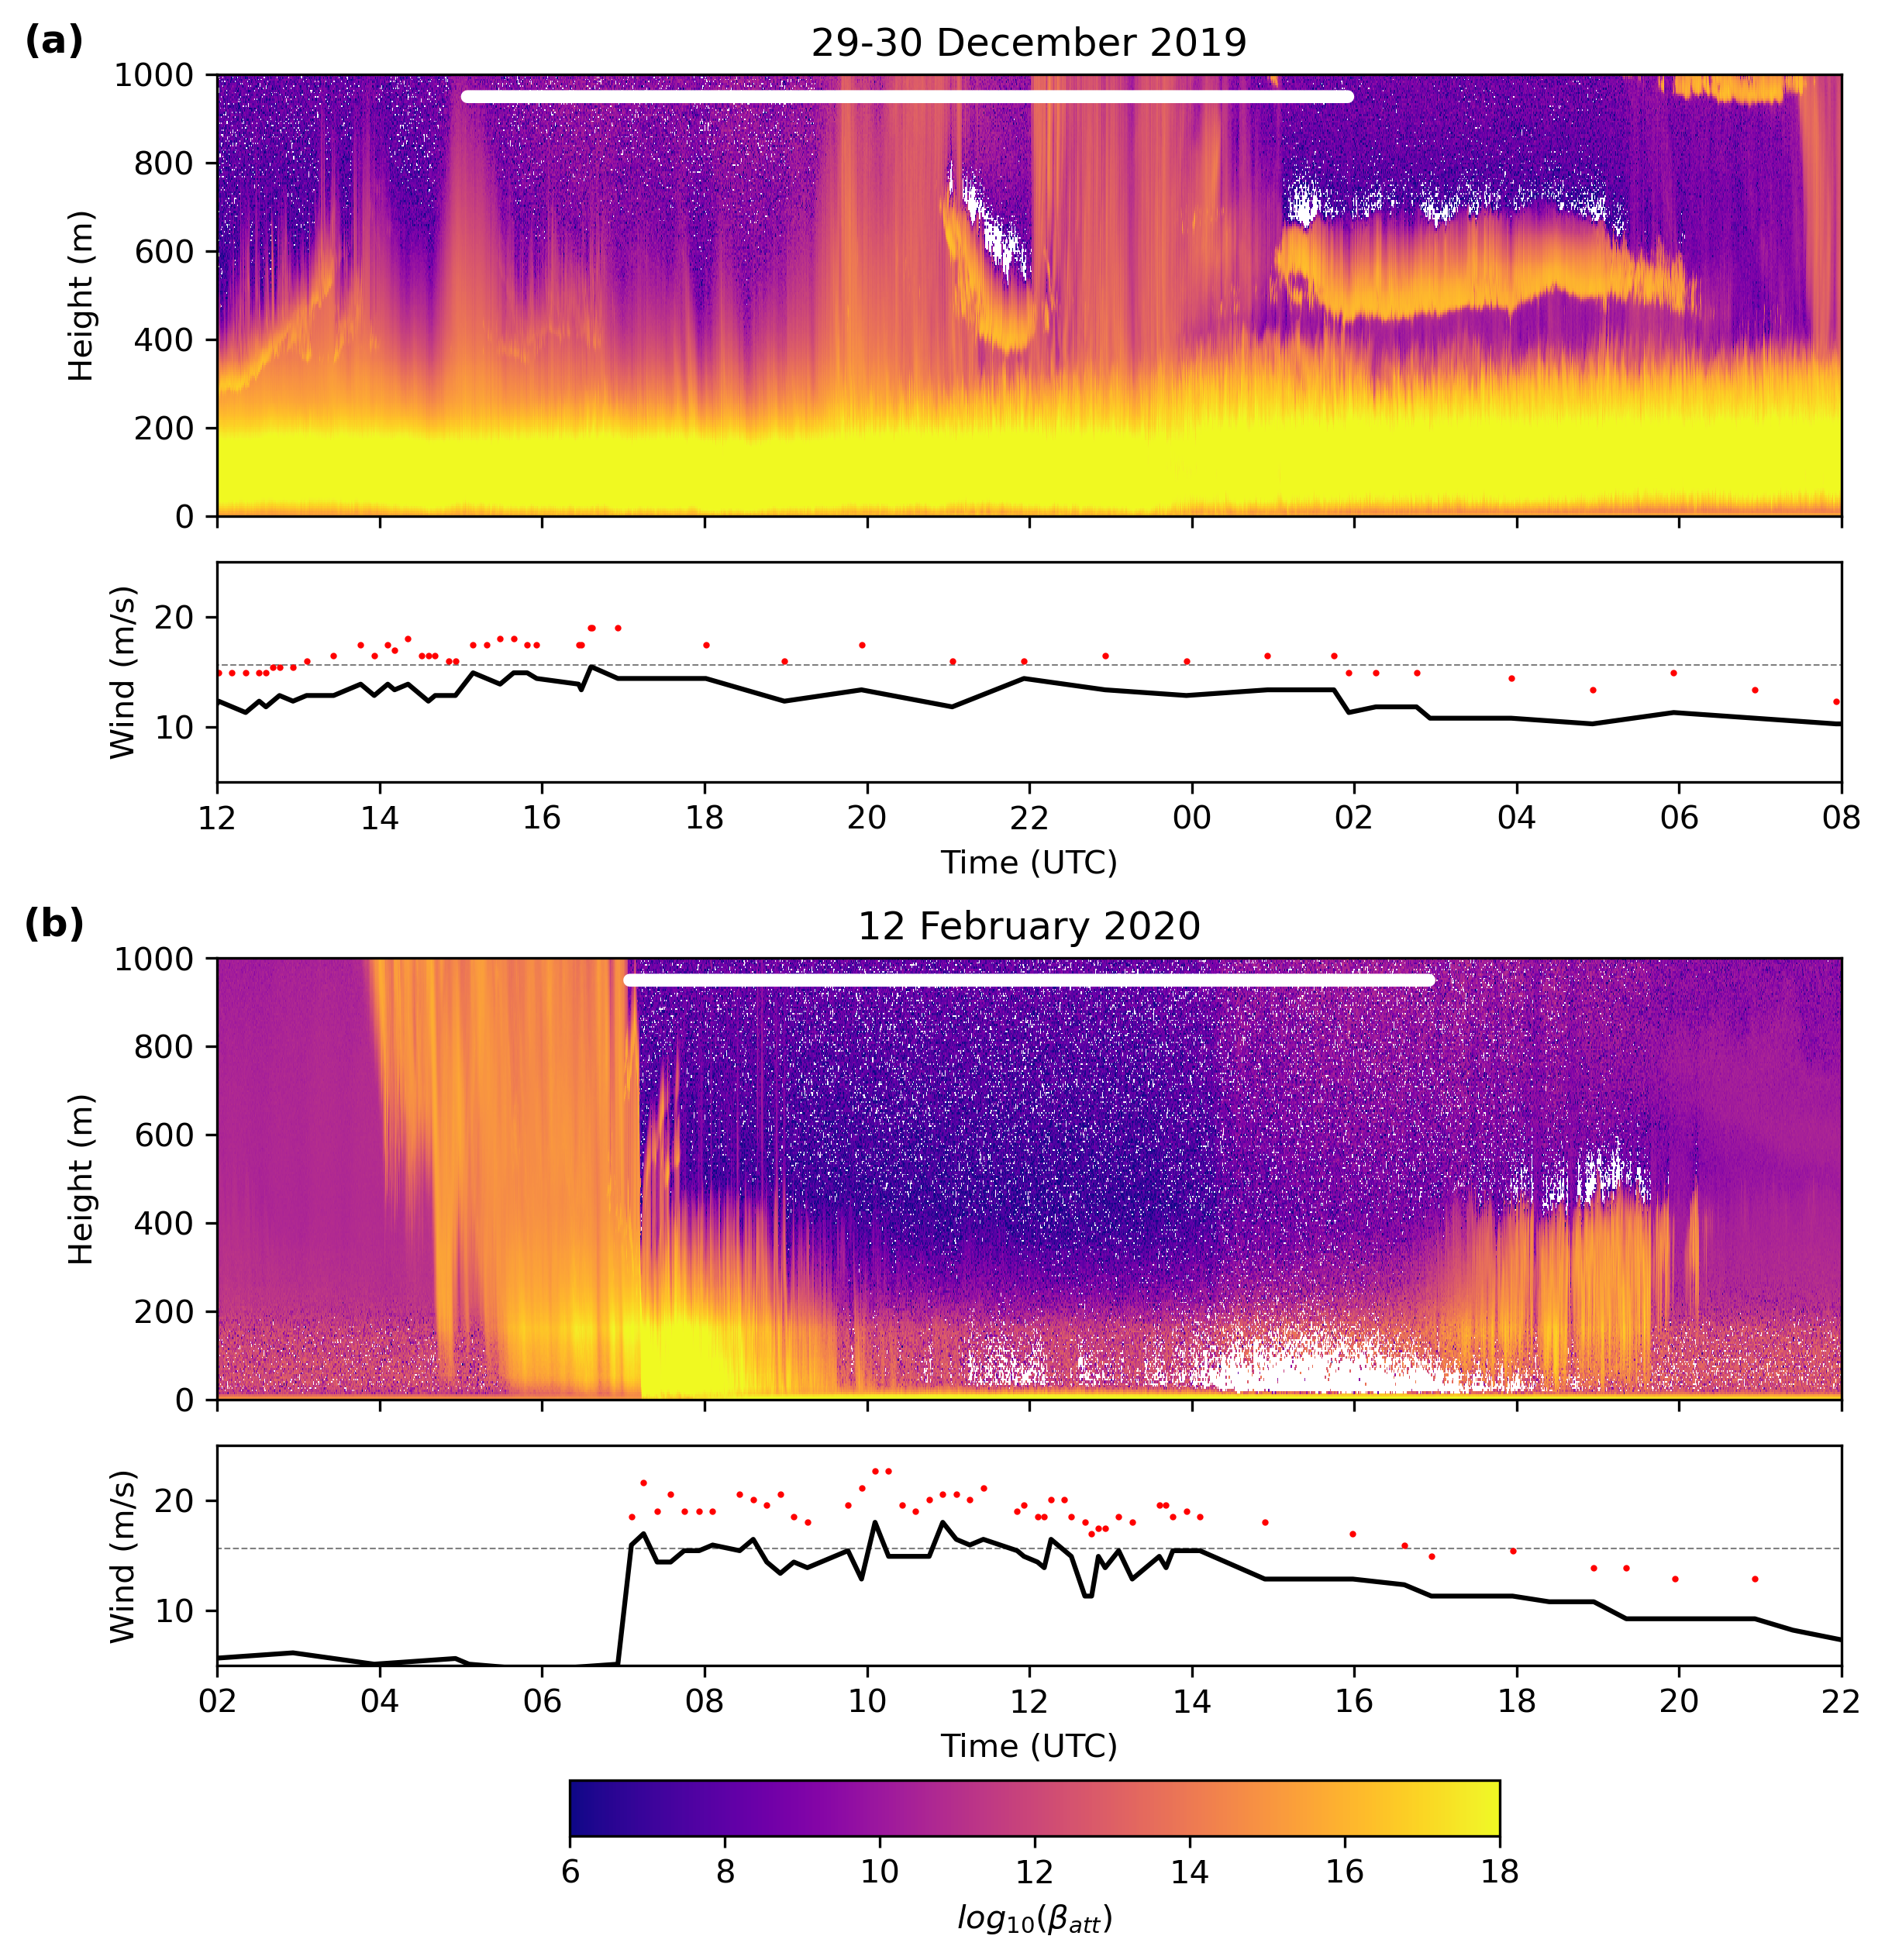 (a)
29-30 December 2019
1000
800
600
400
200
0
Height (m)
20
10
Wind (m/s)
12 14 16 18 20 22 00 02 04 06 08
Time (UTC)
(b)
12 February 2020
1000
800
600
400
200
0
Height (m)
20
10
Wind (m/s)
02 04 06 08 10 12 14 16 18 20 22
Time (UTC)
6 8 10 12 14 16 18
log₁₀(βₐₜₜ)